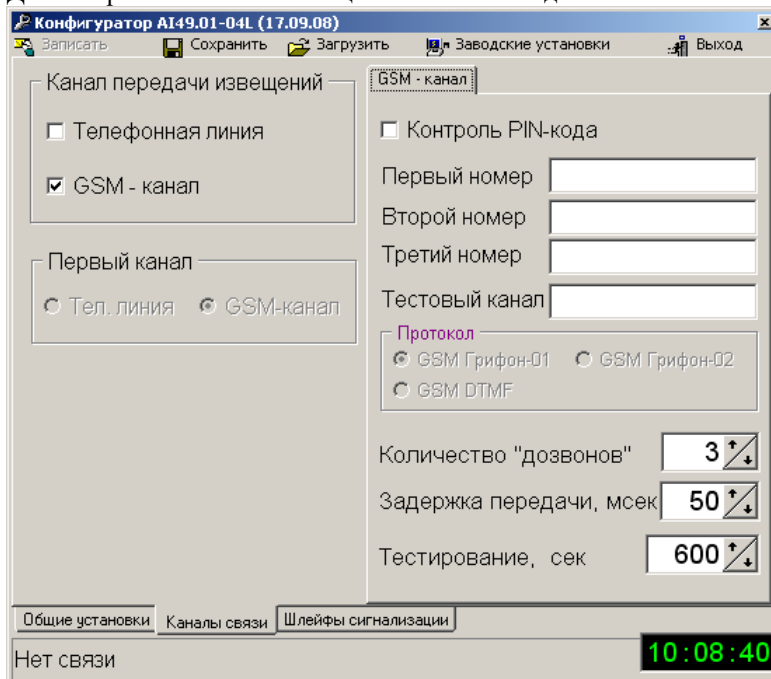 Конфигуратор AI49.01-04L (17.09.08)
Записать Сохранить Загрузить Заводские установки Выход
Канал передачи извещений
Телефонная линия
GSM - канал
Первый канал
Тел. линия GSM-канал
GSM - канал
Контроль PIN-кода
Первый номер
Второй номер
Третий номер
Тестовый канал
Протокол
GSM Грифон-01 GSM Грифон-02
GSM DTMF
Количество "дозвонов" 3
Задержка передачи, мсек 50
Тестирование, сек 600
Общие установки Каналы связи Шлейфы сигнализации
Нет связи 10:08:40